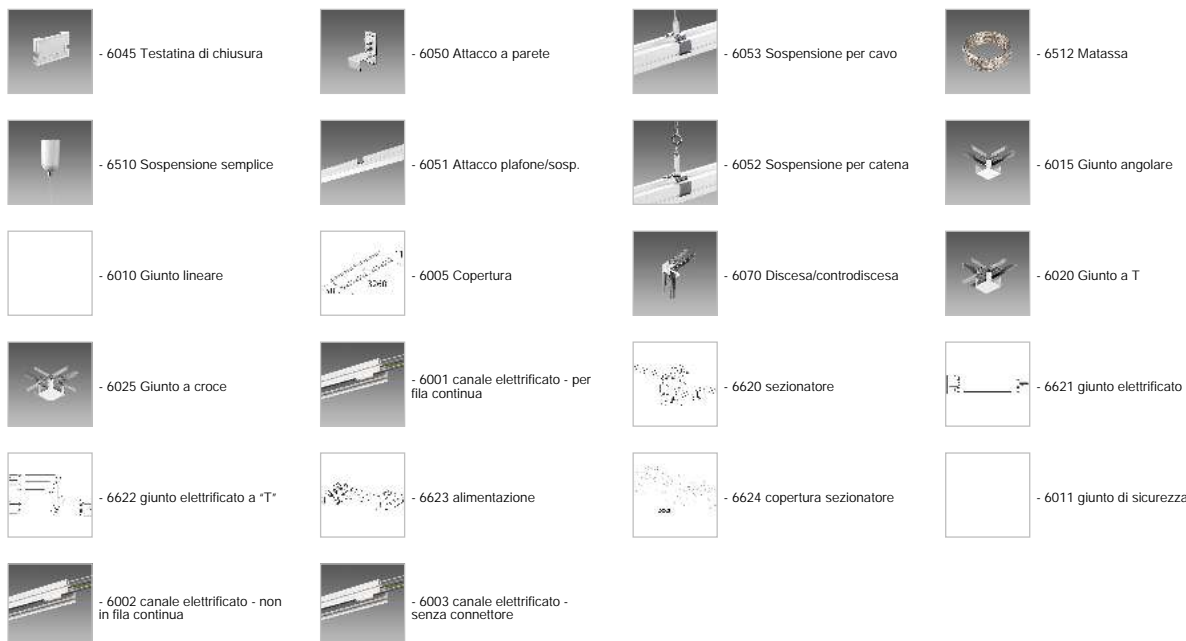 - 6045 Testatina di chiusura
- 6050 Attacco a parete
- 6053 Sospensione per cavo
- 6512 Matassa
- 6510 Sospensione semplice
- 6051 Attacco plafone/sosp.
- 6052 Sospensione per catena
- 6015 Giunto angolare
- 6010 Giunto lineare
- 6005 Copertura
- 6070 Discesa/controdiscesa
- 6020 Giunto a T
- 6025 Giunto a croce
- 6001 canale elettrificato - per
fila continua
- 6620 sezionatore
- 6621 giunto elettrificato
- 6622 giunto elettrificato a "T"
- 6623 alimentazione
- 6624 copertura sezionatore
- 6011 giunto di sicurezza
- 6002 canale elettrificato - non
in fila continua
- 6003 canale elettrificato -
senza connettore